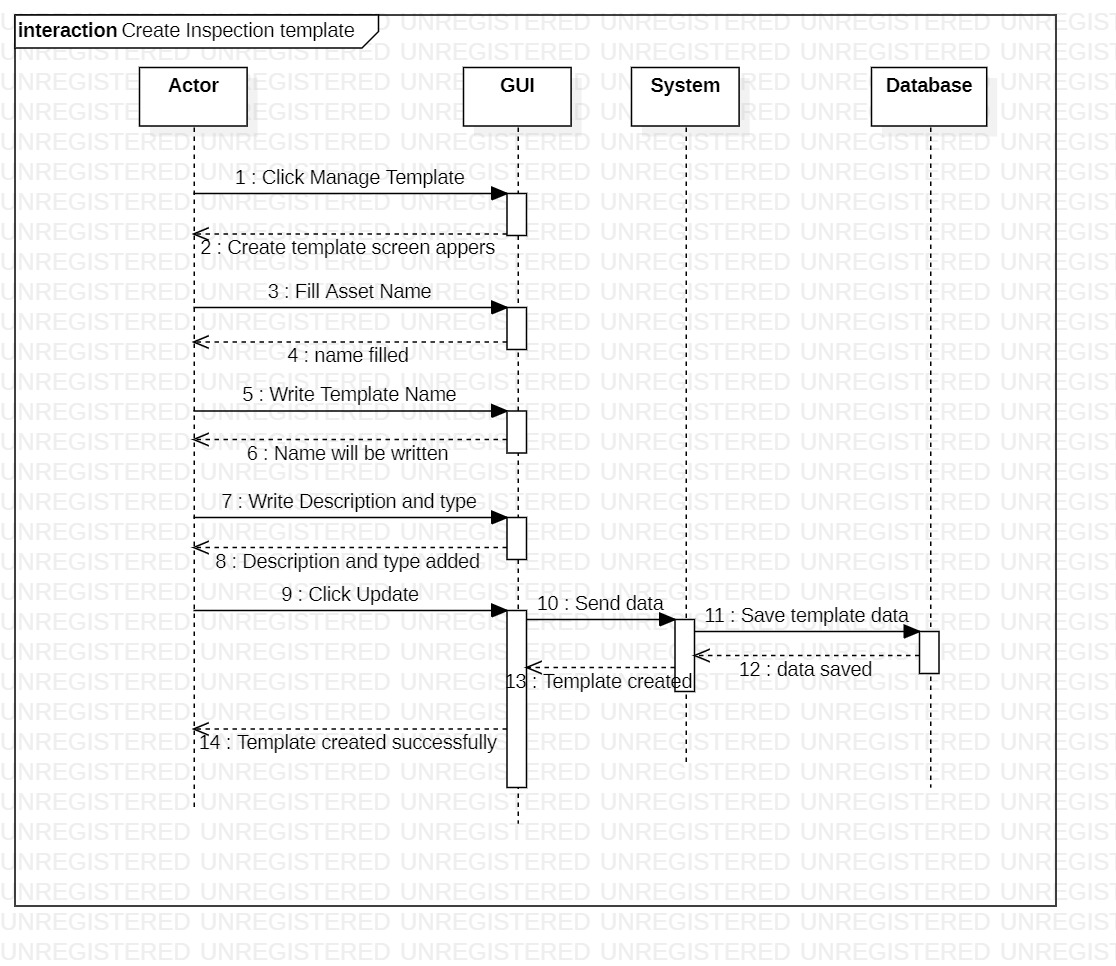 interaction Create Inspection template
Actor
GUI
System
Database
1 : Click Manage Template
2 : Create template screen appers
3 : Fill Asset Name
4 : name filled
5 : Write Template Name
6 : Name will be written
7 : Write Description and type
8 : Description and type added
9 : Click Update
10 : Send data
11 : Save template data
12 : data saved
13 : Template created
14 : Template created successfully
UNREGISTERED